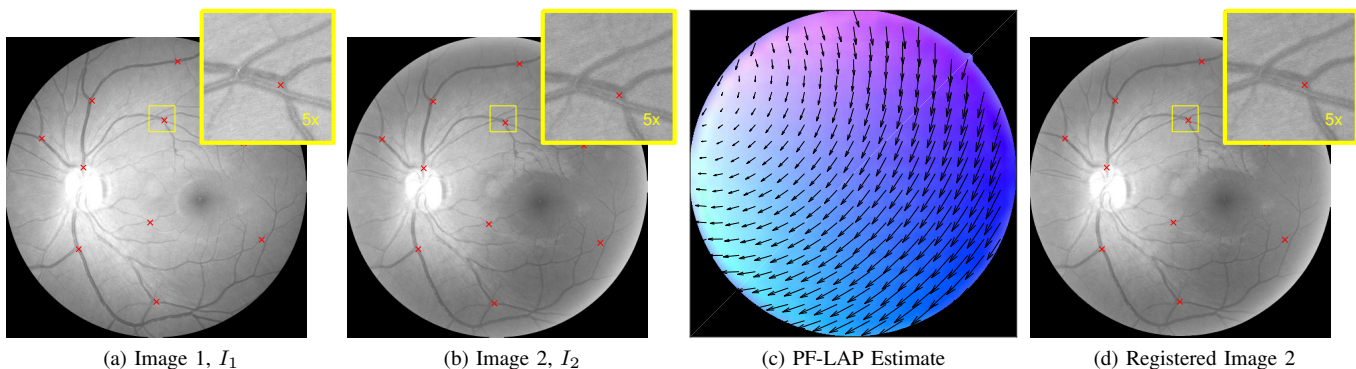 5x
5x
5x
(a) Image 1, I₁
(b) Image 2, I₂
(c) PF-LAP Estimate
(d) Registered Image 2